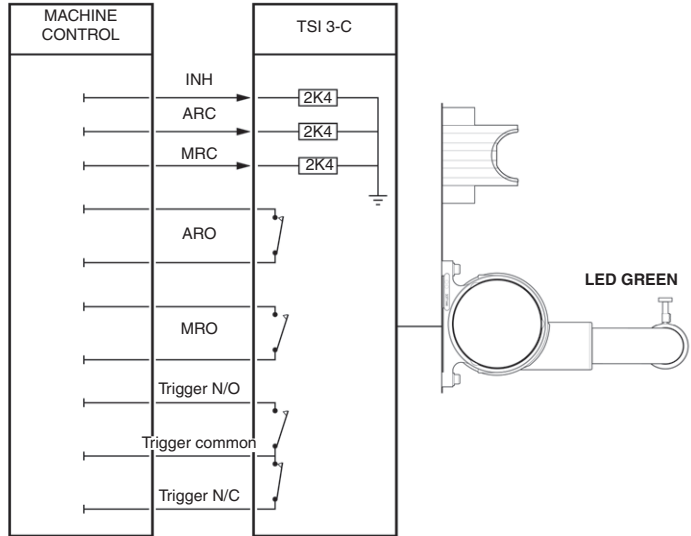 MACHINE
CONTROL
TSI 3-C
INH
2K4
ARC
2K4
MRC
2K4
ARO
LED GREEN
MRO
Trigger N/O
Trigger common
Trigger N/C